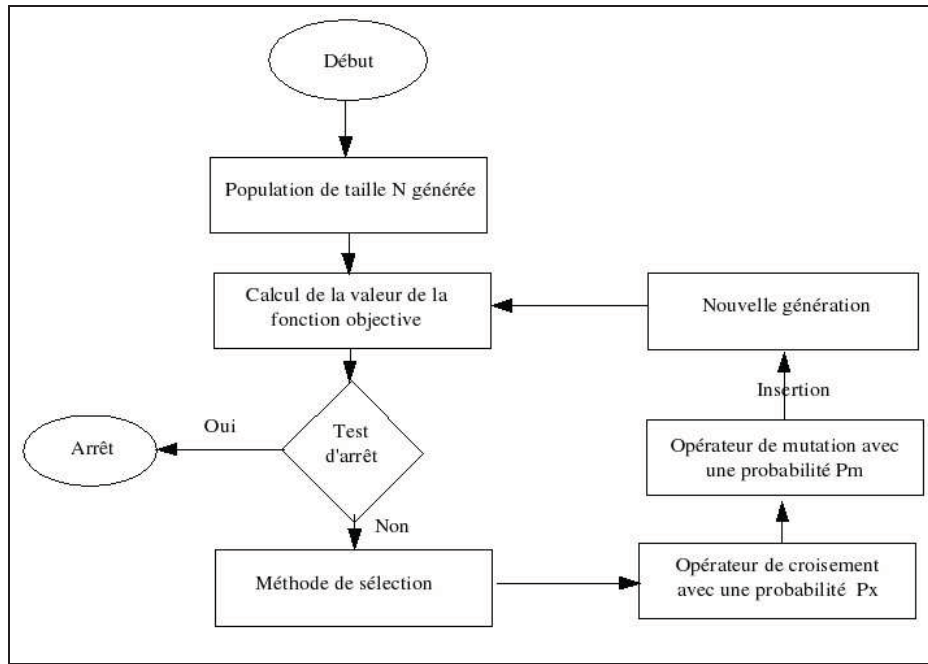 Début
Population de taille N générée
Calcul de la valeur de la
fonction objective
Nouvelle génération
Insertion
Oui
Arrêt
Test
d'arrêt
Opérateur de mutation avec
une probabilité Pm
Non
Méthode de sélection
Opérateur de croisement
avec une probabilité Px